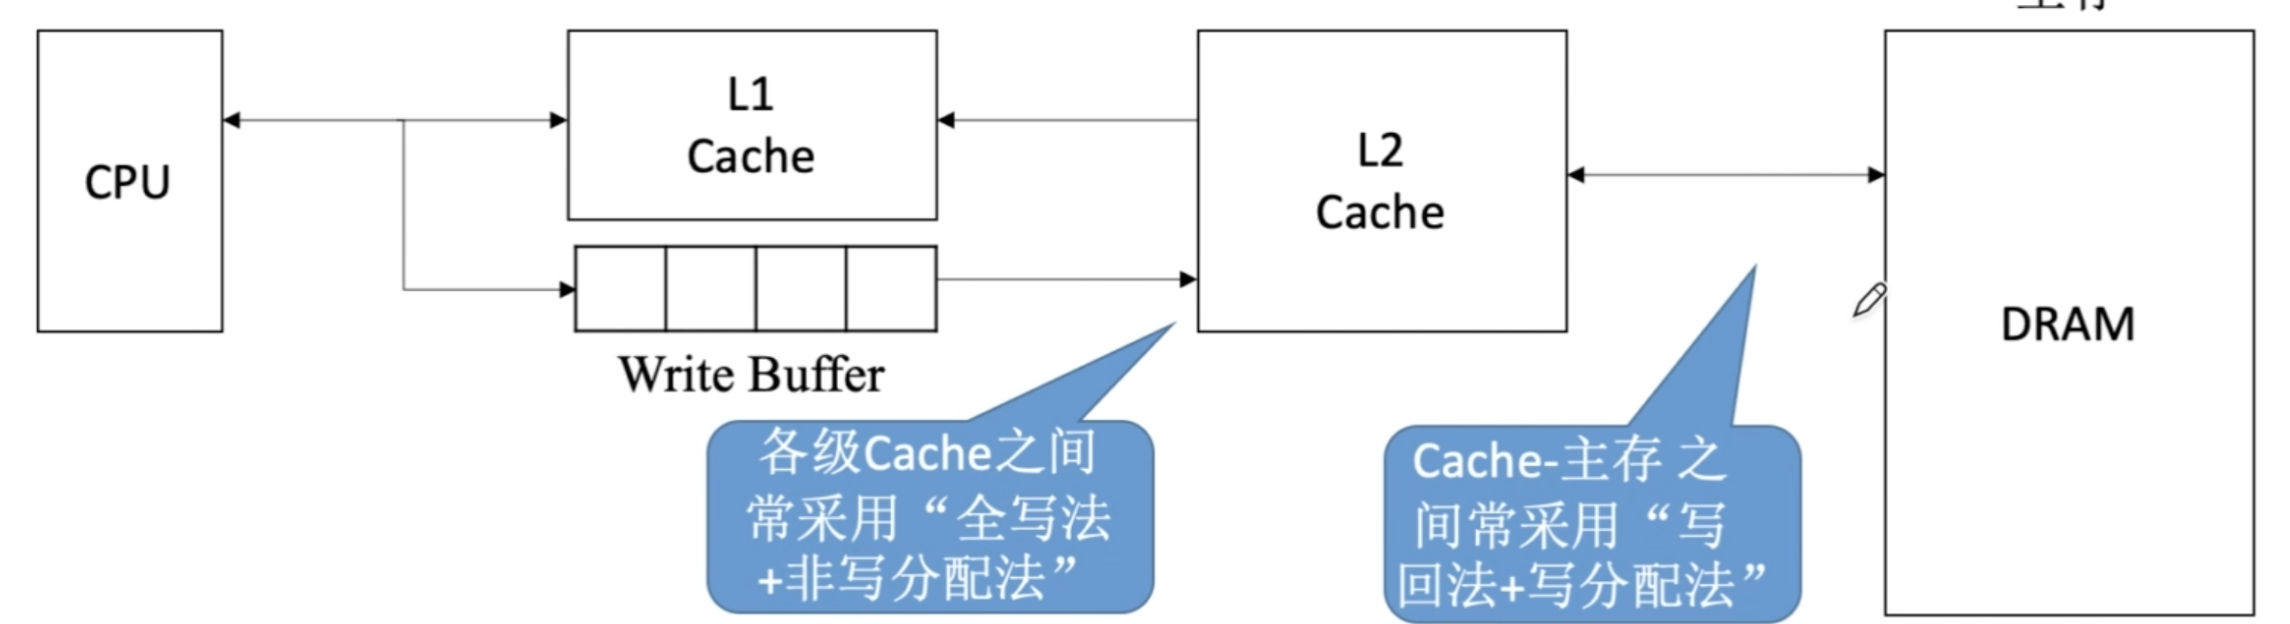 CPU
L1
Cache
Write Buffer
L2
Cache
DRAM
各级Cache之间
常采用“全写法
+非写分配法”
Cache-主存 之
间常采用“写
回法+写分配法”